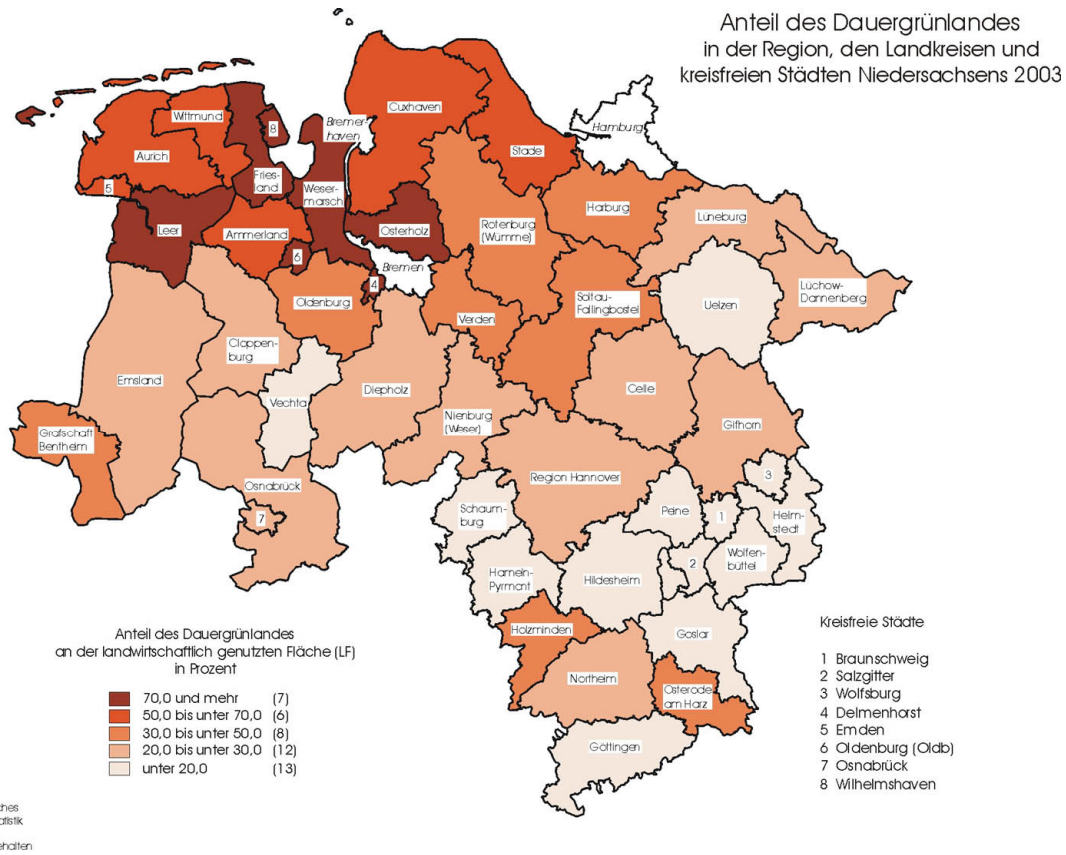 Anteil des Dauergrünlandes
in der Region, den Landkreisen und
kreisfreien Städten Niedersachsens 2003
Hamburg
Cuxhaven
Wittmund
8
Bremer-
haven
Stade
Aurich
Fries-
land
5
Weser-
marsch
Harburg
Lüneburg
Rotenburg
(Wümme)
Leer
Ammerland
Osterholz
6
Bremen
4
Lüchow-
Dannenberg
Oldenburg
Soltau-
Fallingbostel
Uelzen
Verden
Cloppen-
burg
Emsland
Diepholz
Celle
Vechta
Nienburg
(Weser)
Gifhorn
Grafschaft
Bentheim
Region Hannover
3
Osnabrück
Schaum-
burg
Peine
1
Helm-
stedt
7
Wolfen-
büttel
2
Hameln-
Pyrmont
Hildesheim
Holzminden
Goslar
Northeim
Osterode
am Harz
Göttingen
Anteil des Dauergrünlandes
an der landwirtschaftlich genutzten Fläche (LF)
in Prozent
70,0 und mehr (7)
50,0 bis unter 70,0 (6)
30,0 bis unter 50,0 (8)
20,0 bis unter 30,0 (12)
unter 20,0 (13)
Kreisfreie Städte
1 Braunschweig
2 Salzgitter
3 Wolfsburg
4 Delmenhorst
5 Emden
6 Oldenburg (Oldb)
7 Osnabrück
8 Wilhelmshaven
ches
atistik
ehalten